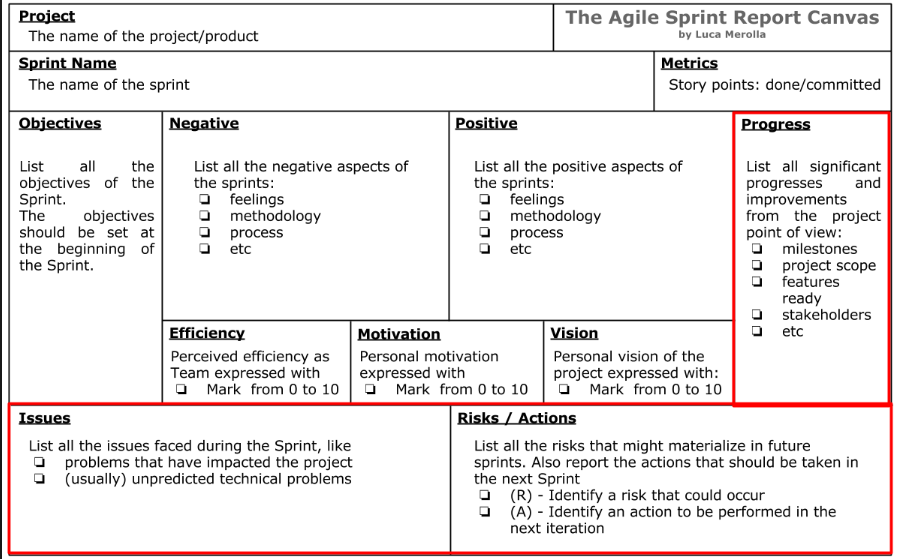 Project
The name of the project/product
The Agile Sprint Report Canvas
by Luca Merolla
Sprint Name
The name of the sprint
Metrics
Story points: done/committed
Objectives
List all the
objectives of the
Sprint.
The objectives
should be set at
the beginning of
the Sprint.
Negative
List all the negative aspects of
the sprints:
❏ feelings
❏ methodology
❏ process
❏ etc
Positive
List all the positive aspects of
the sprints:
❏ feelings
❏ methodology
❏ process
❏ etc
Progress
List all significant
progresses and
improvements
from the project
point of view:
❏ milestones
❏ project scope
❏ features
ready
❏ stakeholders
❏ etc
Efficiency
Perceived efficiency as
Team expressed with
❏ Mark from 0 to 10
Motivation
Personal motivation
expressed with
❏ Mark from 0 to 10
Vision
Personal vision of the
project expressed with:
❏ Mark from 0 to 10
Issues
List all the issues faced during the Sprint, like
❏ problems that have impacted the project
❏ (usually) unpredicted technical problems
Risks / Actions
List all the risks that might materialize in future
sprints. Also report the actions that should be taken in
the next Sprint
❏ (R) - Identify a risk that could occur
❏ (A) - Identify an action to be performed in the
next iteration